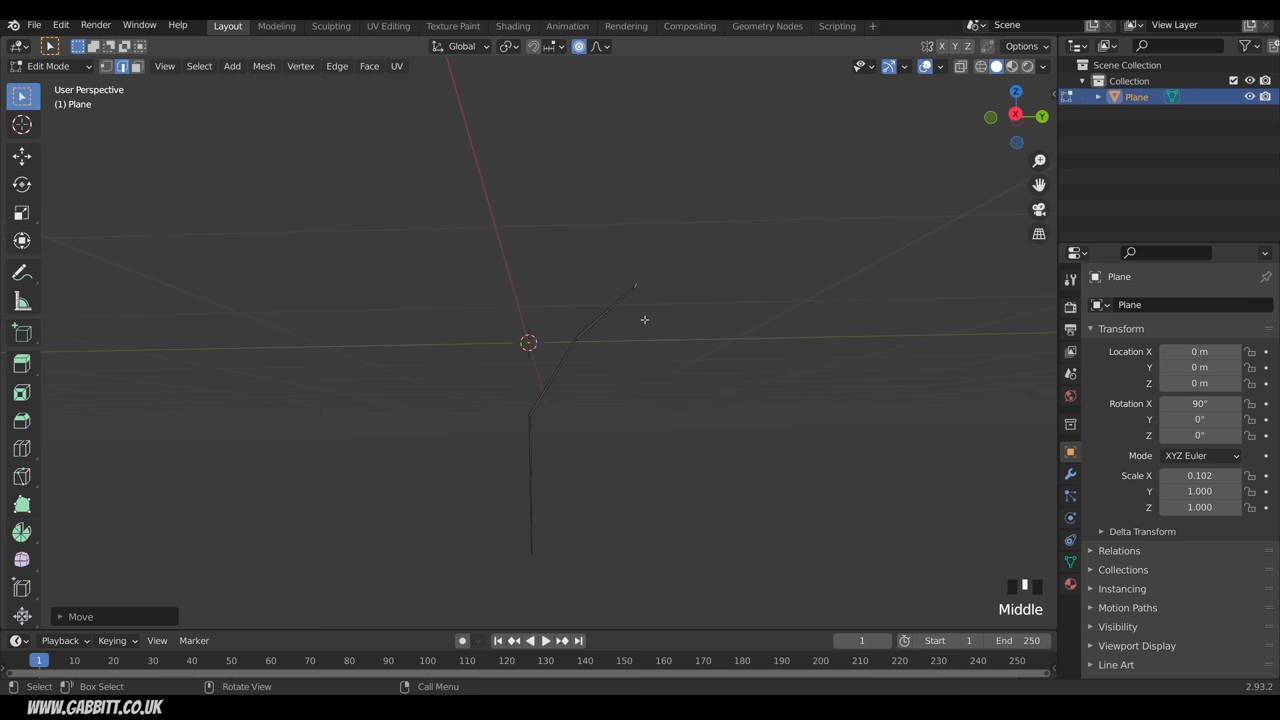 File Edit Render Window Help Layout Modeling Sculpting UV Editing Texture Paint Shading Animation Rendering Compositing Geometry Nodes Scripting + Scene View Layer
Global X Y Z Options
Edit Mode View Select Add Mesh Vertex Edge Face UV
Scene Collection
Collection
Plane
User Perspective
(1) Plane
Z
X
Y
Plane
Plane
Transform
Location X 0 m
Y 0 m
Z 0 m
Rotation X 90°
Y 0°
Z 0°
Mode XYZ Euler
Scale X 0.102
Y 1.000
Z 1.000
Delta Transform
Relations
Collections
Instancing
Motion Paths
Visibility
Viewport Display
Line Art
Middle
Move
Playback Keying View Marker 1 Start 1 End 250
1 10 20 30 40 50 60 70 80 90 100 110 120 130 140 150 160 170 180 190 200 210 220 230 240 250
Select Box Select Rotate View Call Menu 2.93.2
WWW.GABBITT.CO.UK